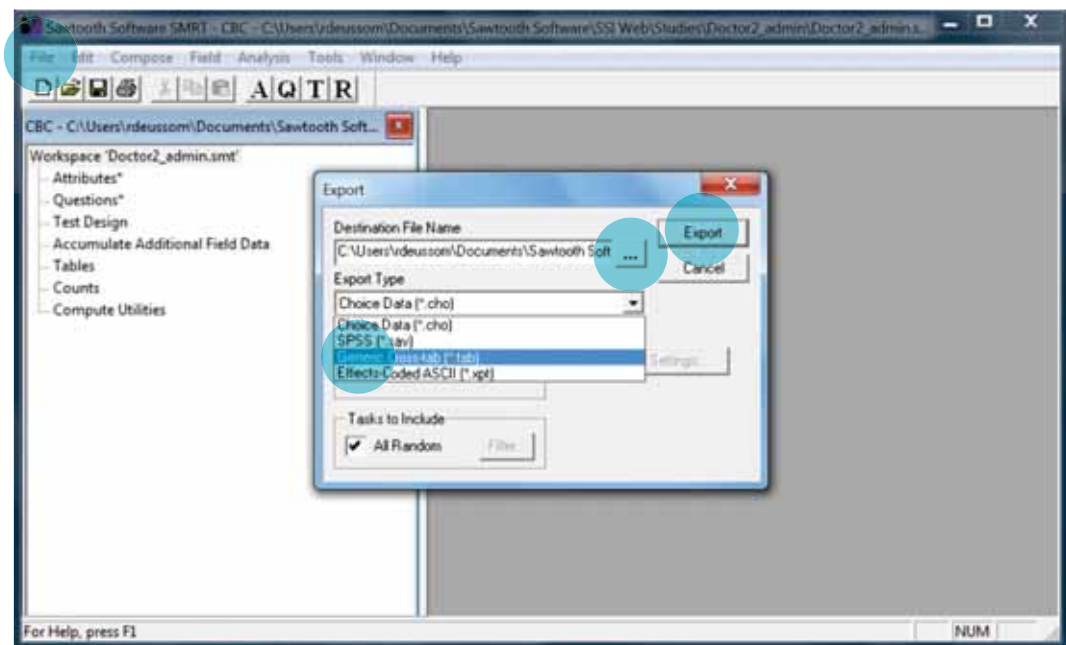 Sawtooth Software SMRT - CBC - C:\Users\rdeussom\Documents\Sawtooth Software\SSI Web\Studies\Doctor2_admin\Doctor2_admin.s...
File Edit Compose Field Analysis Tools Window Help
A Q T R
CBC - C:\Users\rdeussom\Documents\Sawtooth Soft...
Workspace 'Doctor2_admin.smt'
Attributes*
Questions*
Test Design
Accumulate Additional Field Data
Tables
Counts
Compute Utilities
Export
Destination File Name
C:\Users\rdeussom\Documents\Sawtooth Soft
...
Export
Cancel
Export Type
Choice Data (*.cho)
Choice Data (*.cho)
SPSS (*.sav)
Generic Cross-tab (*.tab)
Effects-Coded ASCII (*.xpt)
Settings...
Tasks to Include
All Random
Filter...
For Help, press F1
NUM